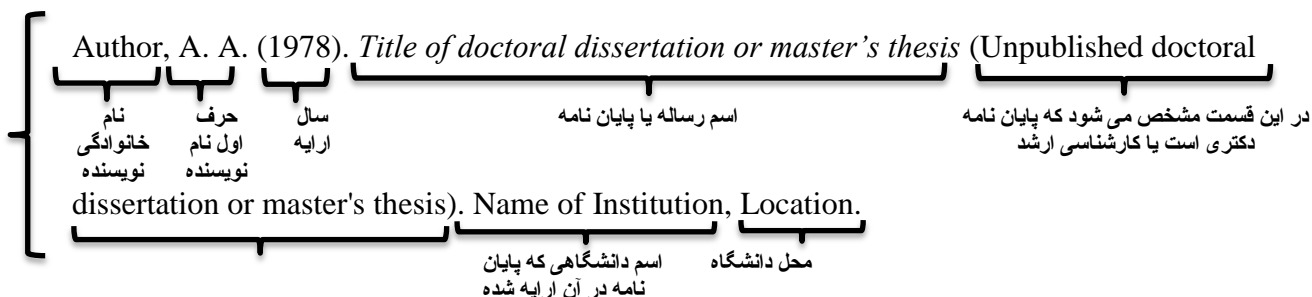 Author, A. A. (1978). Title of doctoral dissertation or master’s thesis (Unpublished doctoral
نام
خانوادگی
نویسنده
حرف
اول نام
نویسنده
سال
ارایه
اسم رساله یا پایان نامه
در این قسمت مشخص می شود که پایان نامه
دکتری است یا کارشناسی ارشد
dissertation or master's thesis). Name of Institution, Location.
اسم دانشگاهی که پایان
نامه در آن ارایه شده
محل دانشگاه